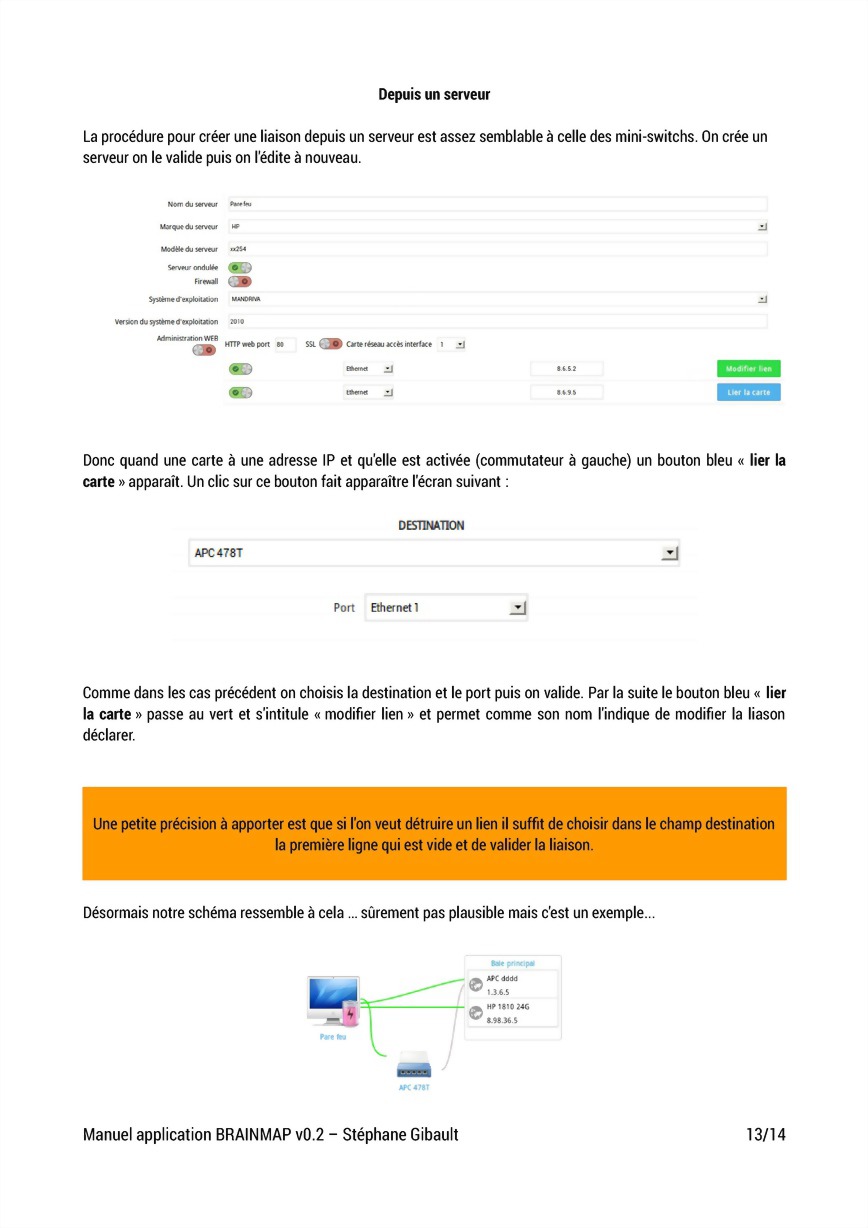 Depuis un serveur
La procédure pour créer une liaison depuis un serveur est assez semblable à celle des mini-switchs. On crée un
serveur on le valide puis on l'édite à nouveau.
Nom du serveur Pare feu
Marque du serveur HP
Modèle du serveur xx254
Serveur ondulée
Firewall
Système d'exploitation MANDRIVA
Version du système d'exploitation 2010
Administration WEB HTTP web port 80 SSL Carte réseau accès interface 1
Ethernet 8.6.5.2 Modifier lien
Ethernet 8.6.9.5 Lier la carte
Donc quand une carte à une adresse IP et qu'elle est activée (commutateur à gauche) un bouton bleu « lier la
carte » apparaît. Un clic sur ce bouton fait apparaître l'écran suivant :
DESTINATION
APC 478T
Port Ethernet 1
Comme dans les cas précédent on choisis la destination et le port puis on valide. Par la suite le bouton bleu « lier
la carte » passe au vert et s'intitule « modifier lien » et permet comme son nom l'indique de modifier la liason
déclarer.
Une petite précision à apporter est que si l'on veut détruire un lien il suffit de choisir dans le champ destination
la première ligne qui est vide et de valider la liaison.
Désormais notre schéma ressemble à cela ... sûrement pas plausible mais c'est un exemple...
Baie principal
APC dddd
1.3.6.5
HP 1810 24G
8.98.36.5
Pare feu
APC 478T
Manuel application BRAINMAP v0.2 – Stéphane Gibault 13/14